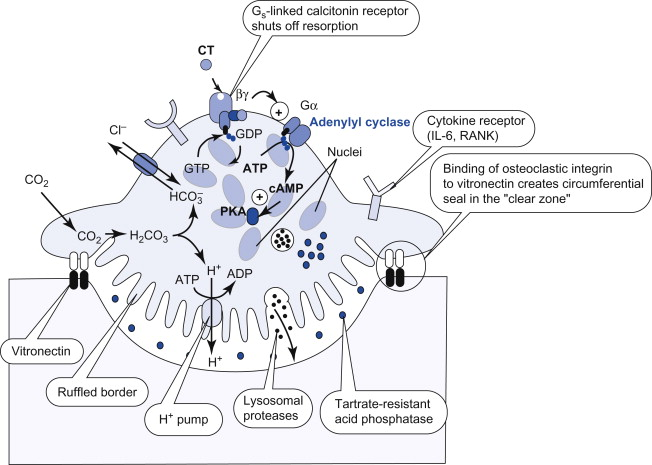 Gs-linked calcitonin receptor
shuts off resorption
CT
βγ
+
Gα
Adenylyl cyclase
Cytokine receptor
(IL-6, RANK)
Cl−
GDP
GTP
ATP
Nuclei
Binding of osteoclastic integrin
to vitronectin creates circumferential
seal in the "clear zone"
CO2
HCO3−
+
cAMP
PKA
CO2
H2CO3
H+
ATP
ADP
H+
Vitronectin
Ruffled border
H+ pump
Lysosomal
proteases
Tartrate-resistant
acid phosphatase